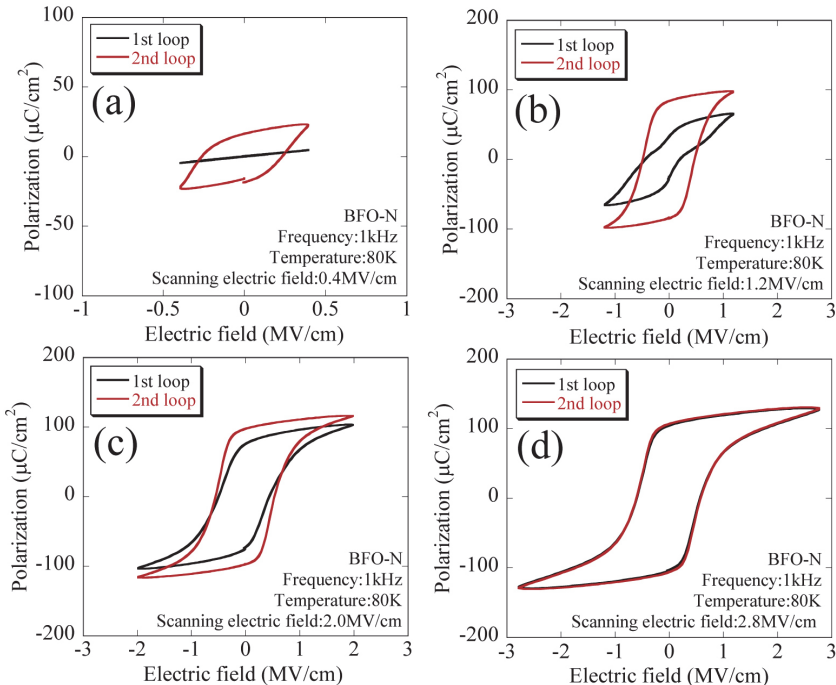 100
50
0
-50
-100
Polarization (μC/cm²)
1st loop
2nd loop
(a)
BFO-N
Frequency:1kHz
Temperature:80K
Scanning electric field:0.4MV/cm
-1
-0.5
0
0.5
1
Electric field (MV/cm)
200
100
0
-100
-200
Polarization (μC/cm²)
1st loop
2nd loop
(b)
BFO-N
Frequency:1kHz
Temperature:80K
Scanning electric field:1.2MV/cm
-3
-2
-1
0
1
2
3
Electric field (MV/cm)
200
100
0
-100
-200
Polarization (μC/cm²)
1st loop
2nd loop
(c)
BFO-N
Frequency:1kHz
Temperature:80K
Scanning electric field:2.0MV/cm
-3
-2
-1
0
1
2
3
Electric field (MV/cm)
200
100
0
-100
-200
Polarization (μC/cm²)
1st loop
2nd loop
(d)
BFO-N
Frequency:1kHz
Temperature:80K
Scanning electric field:2.8MV/cm
-3
-2
-1
0
1
2
3
Electric field (MV/cm)